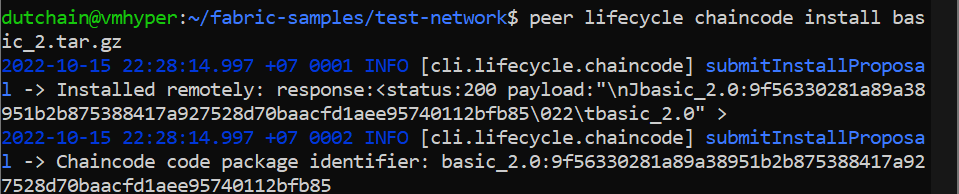 dutchain@vmhyper:~/fabric-samples/test-network$ peer lifecycle chaincode install bas
ic_2.tar.gz
2022-10-15 22:28:14.997 +07 0001 INFO [cli.lifecycle.chaincode] submitInstallProposa
l -> Installed remotely: response:<status:200 payload:"\nJbasic_2.0:9f56330281a89a38
951b2b875388417a927528d70baacfd1aee95740112bfb85\022\tbasic_2.0" >
2022-10-15 22:28:14.997 +07 0002 INFO [cli.lifecycle.chaincode] submitInstallProposa
l -> Chaincode code package identifier: basic_2.0:9f56330281a89a38951b2b875388417a92
7528d70baacfd1aee95740112bfb85